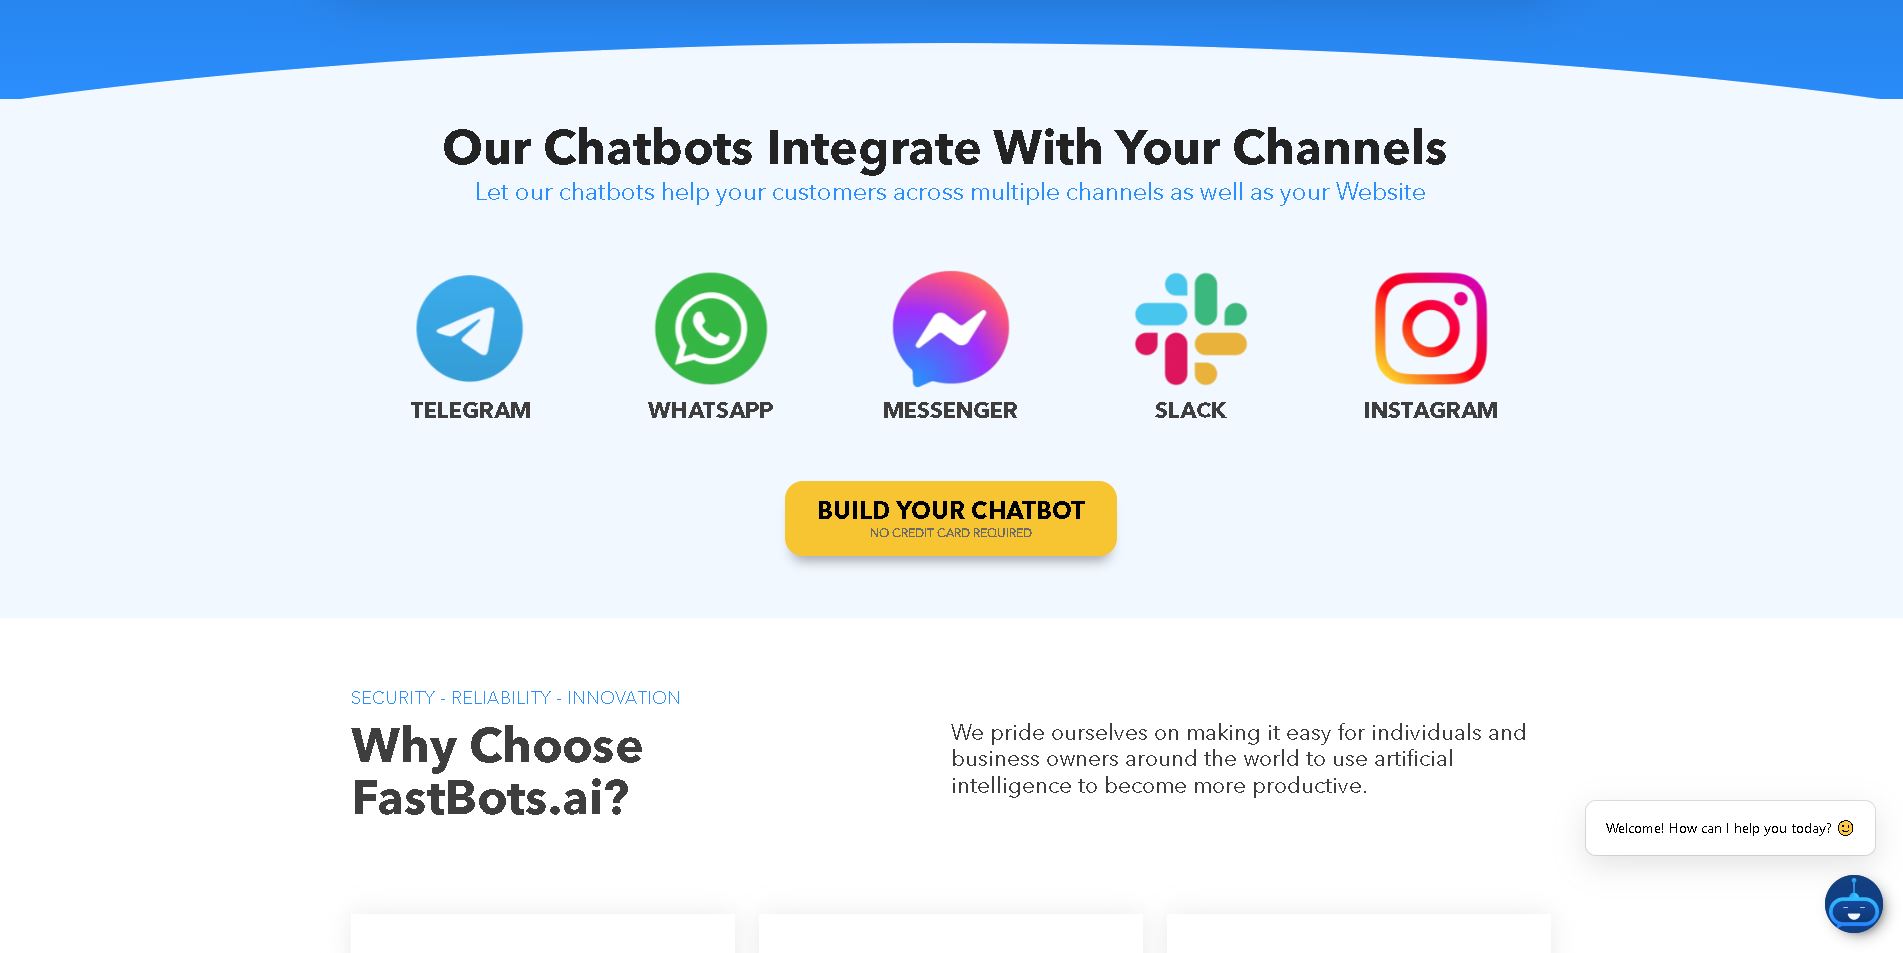 Our Chatbots Integrate With Your Channels
Let our chatbots help your customers across multiple channels as well as your Website
TELEGRAM
WHATSAPP
MESSENGER
SLACK
INSTAGRAM
BUILD YOUR CHATBOT
NO CREDIT CARD REQUIRED
SECURITY - RELIABILITY - INNOVATION
Why Choose
FastBots.ai?
We pride ourselves on making it easy for individuals and
business owners around the world to use artificial
intelligence to become more productive.
Welcome! How can I help you today? 🙂